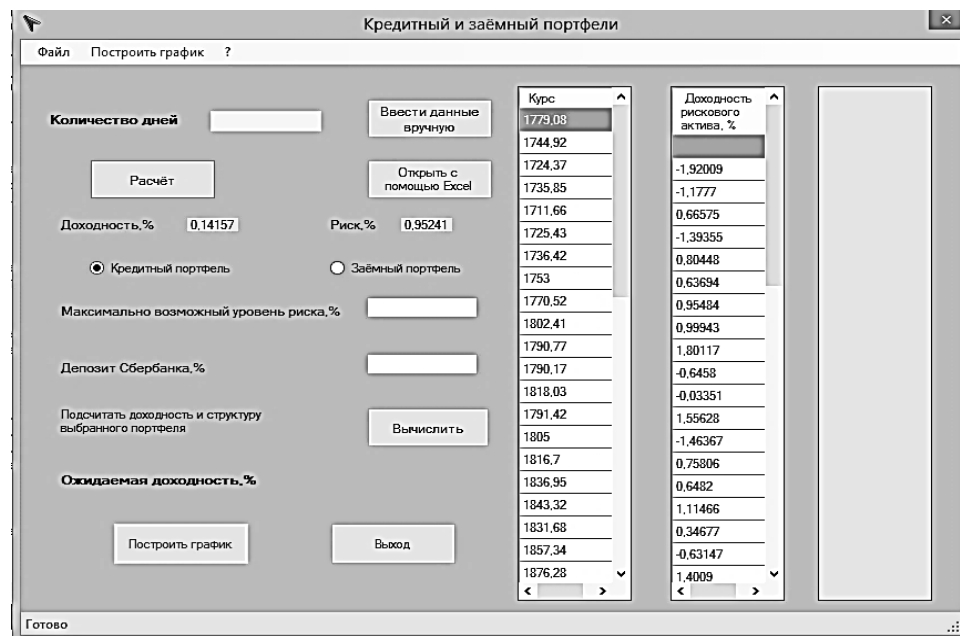 Кредитный и заёмный портфели
Файл Построить график ?
Количество дней
Ввести данные
вручную
Расчёт
Открыть с
помощью Excel
Доходность,% 0,14157 Риск,% 0,95241
Кредитный портфель Заёмный портфель
Максимально возможный уровень риска,%
Депозит Сбербанка,%
Подсчитать доходность и структуру
выбранного портфеля
Вычислить
Ожидаемая доходность,%
Построить график Выход
Курс
1779,08
1744,92
1724,37
1735,85
1711,66
1725,43
1736,42
1753
1770,52
1802,41
1790,77
1790,17
1818,03
1791,42
1805
1816,7
1836,95
1843,32
1831,68
1857,34
1876,28
Доходность
рискового
актива, %
-1,92009
-1,1777
0,66575
-1,39355
0,80448
0,63694
0,95484
0,99943
1,80117
-0,6458
-0,03351
1,55628
-1,46367
0,75806
0,6482
1,11466
0,34677
-0,63147
1,4009
Готово